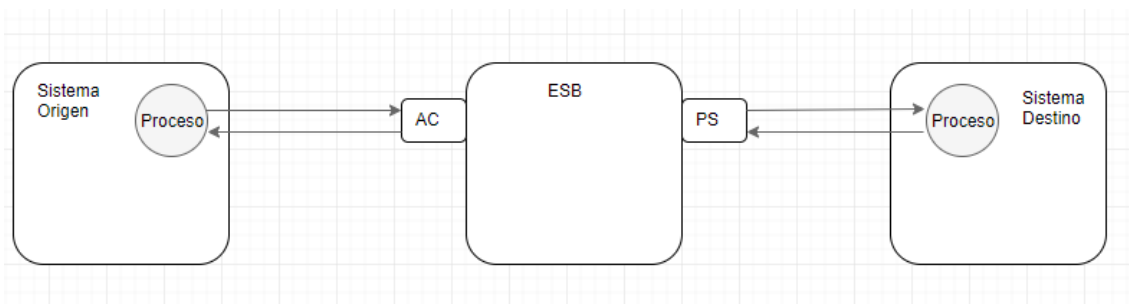 Sistema
Origen
Proceso
AC
ESB
PS
Proceso
Sistema
Destino